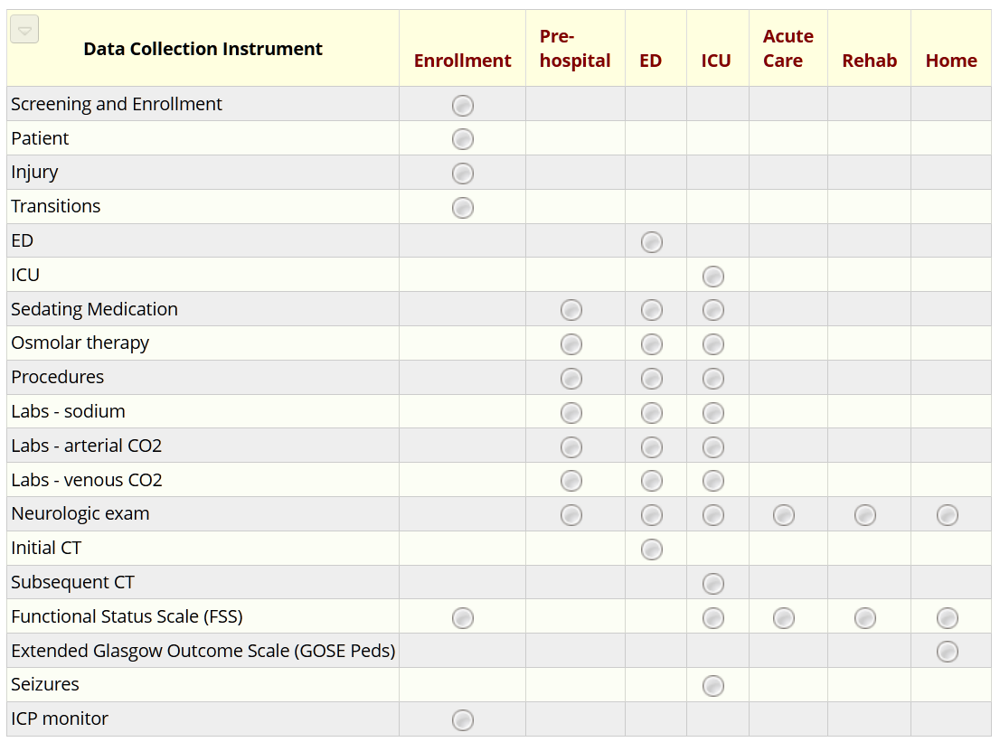 Data Collection Instrument Enrollment Pre-hospital ED ICU Acute Care Rehab Home
Screening and Enrollment
Patient
Injury
Transitions
ED
ICU
Sedating Medication
Osmolar therapy
Procedures
Labs - sodium
Labs - arterial CO2
Labs - venous CO2
Neurologic exam
Initial CT
Subsequent CT
Functional Status Scale (FSS)
Extended Glasgow Outcome Scale (GOSE Peds)
Seizures
ICP monitor